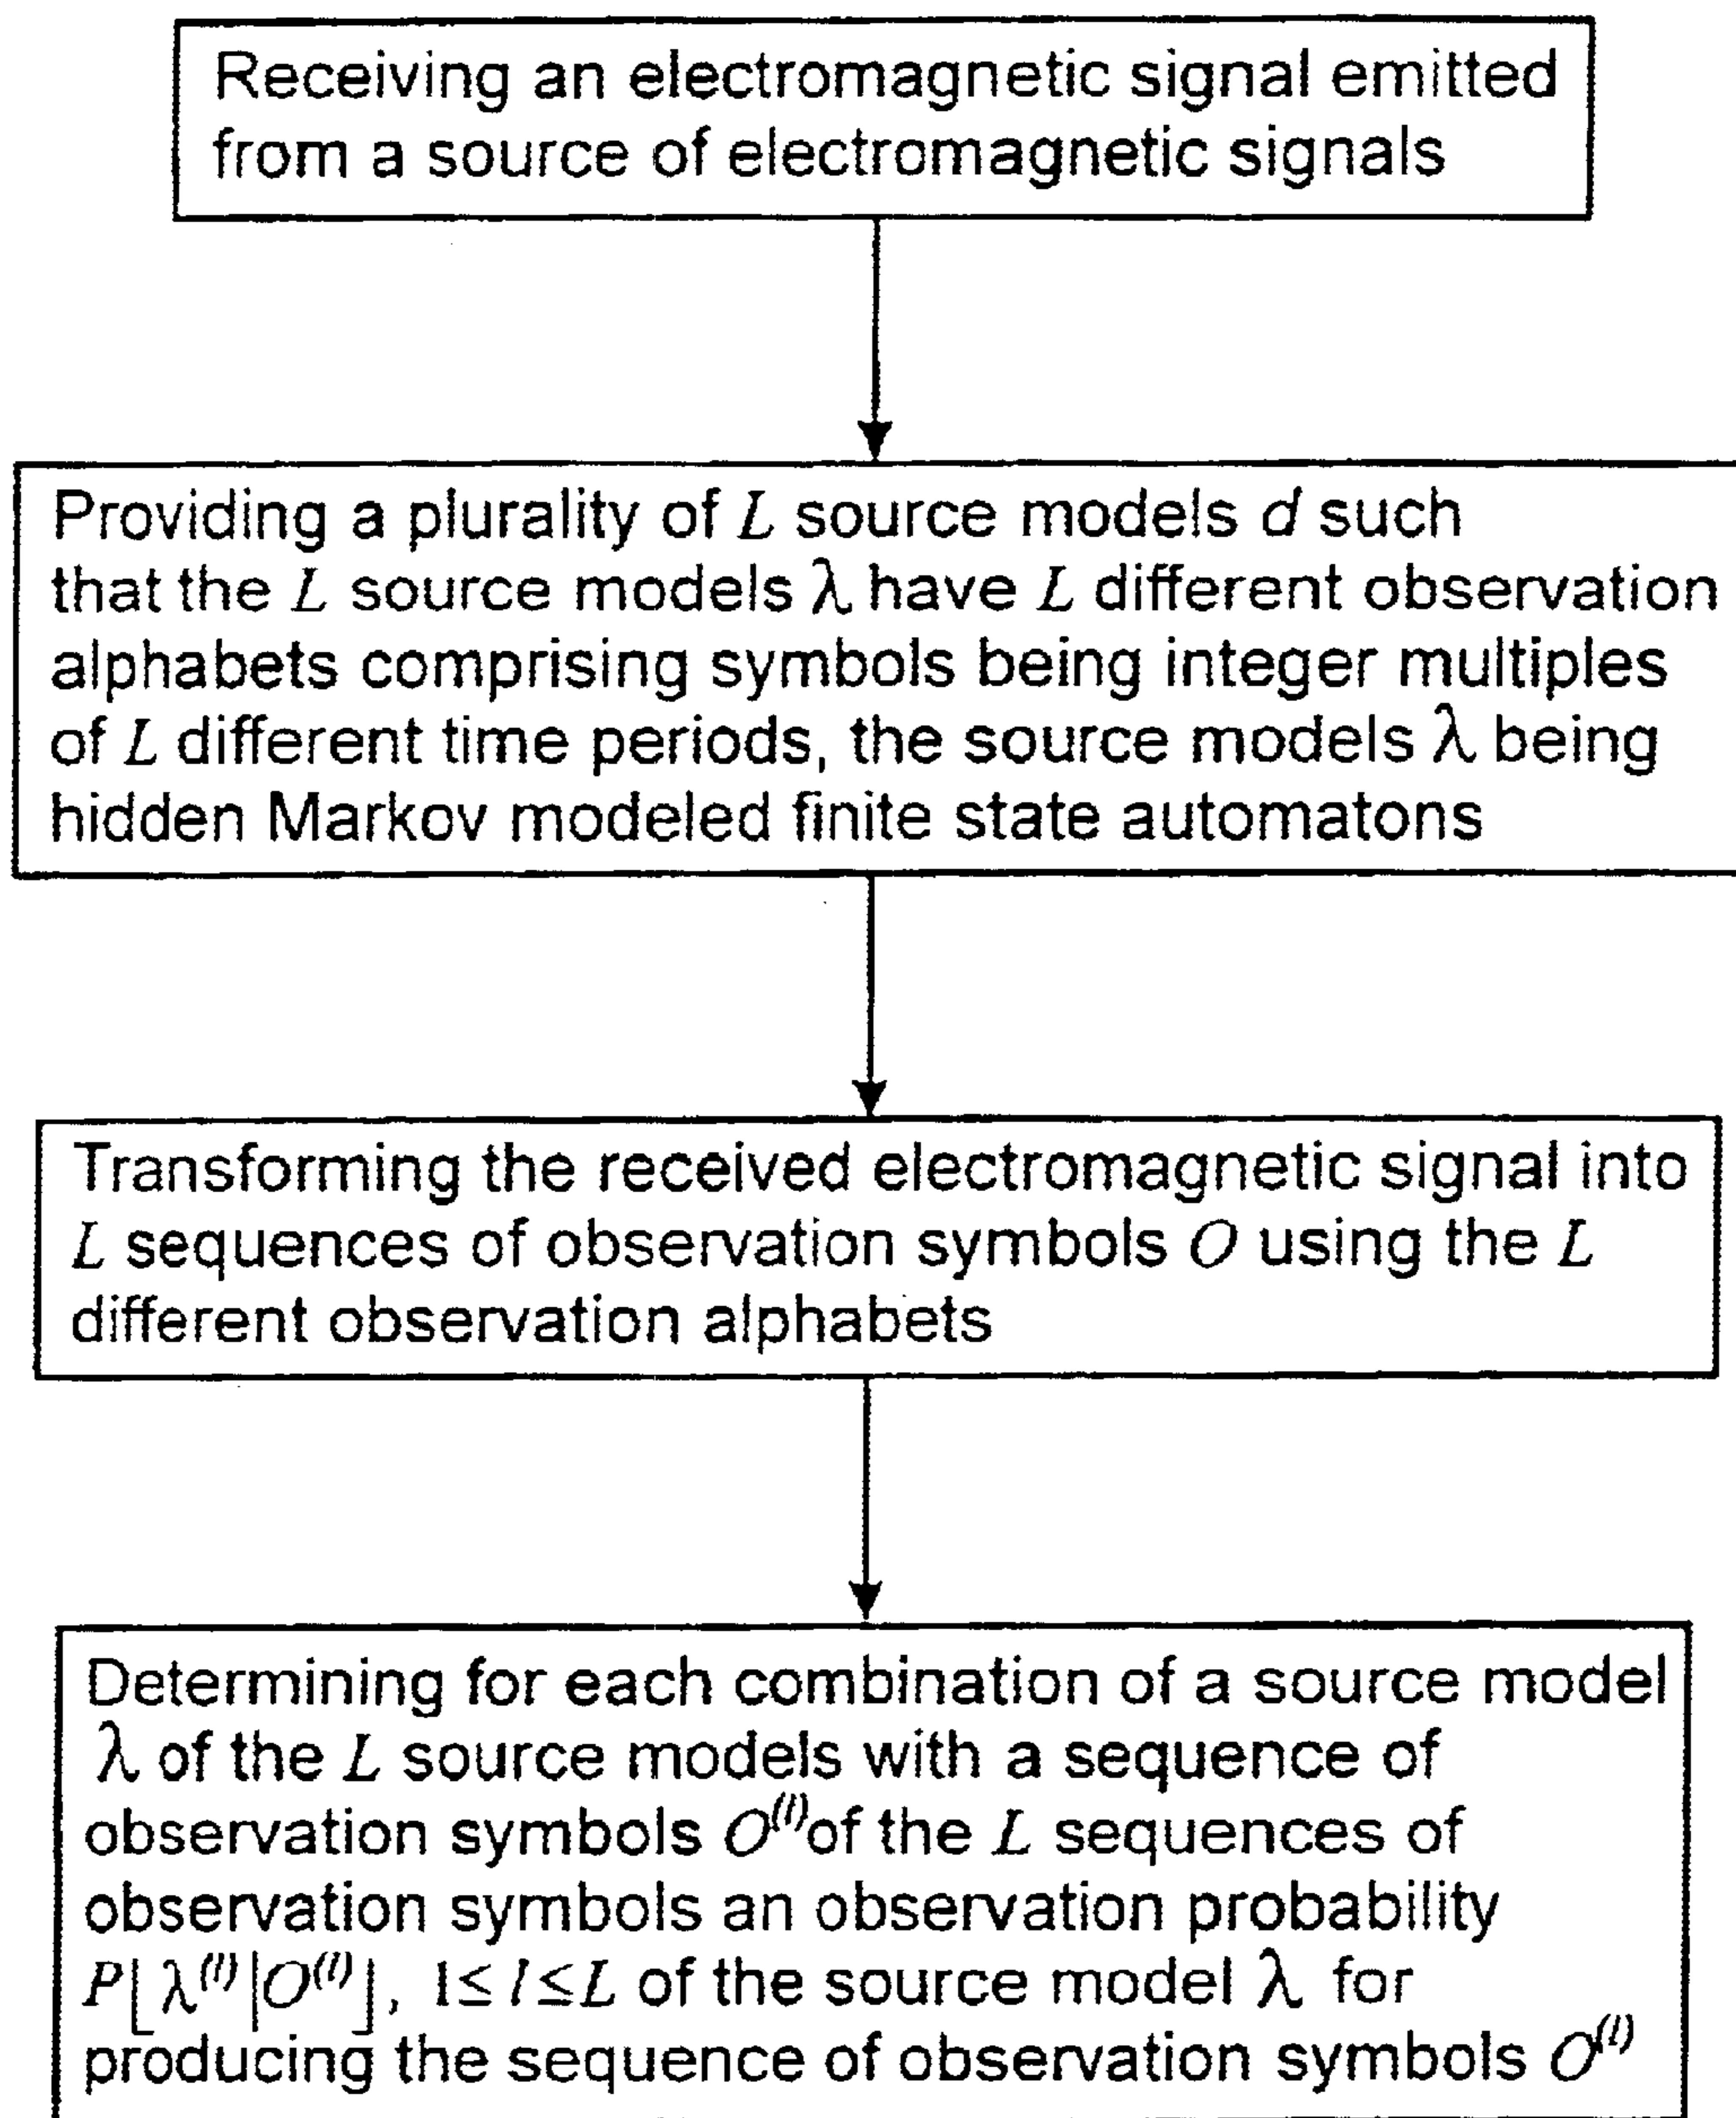 Receiving an electromagnetic signal emitted
from a source of electromagnetic signals
Providing a plurality of L source models d such
that the L source models λ have L different observation
alphabets comprising symbols being integer multiples
of L different time periods, the source models λ being
hidden Markov modeled finite state automatons
Transforming the received electromagnetic signal into
L sequences of observation symbols O using the L
different observation alphabets
Determining for each combination of a source model
λ of the L source models with a sequence of
observation symbols O⁽ˡ⁾ of the L sequences of
observation symbols an observation probability
P⌊λ⁽ˡ⁾|O⁽ˡ⁾⌋, 1≤l≤L of the source model λ for
producing the sequence of observation symbols O⁽ˡ⁾